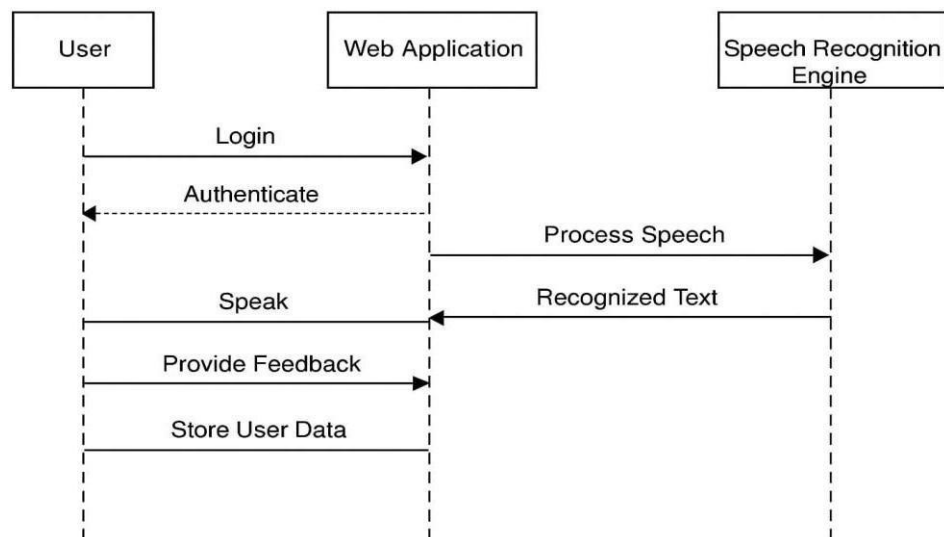 User
Web Application
Speech Recognition
Engine
Login
Authenticate
Process Speech
Recognized Text
Speak
Provide Feedback
Store User Data